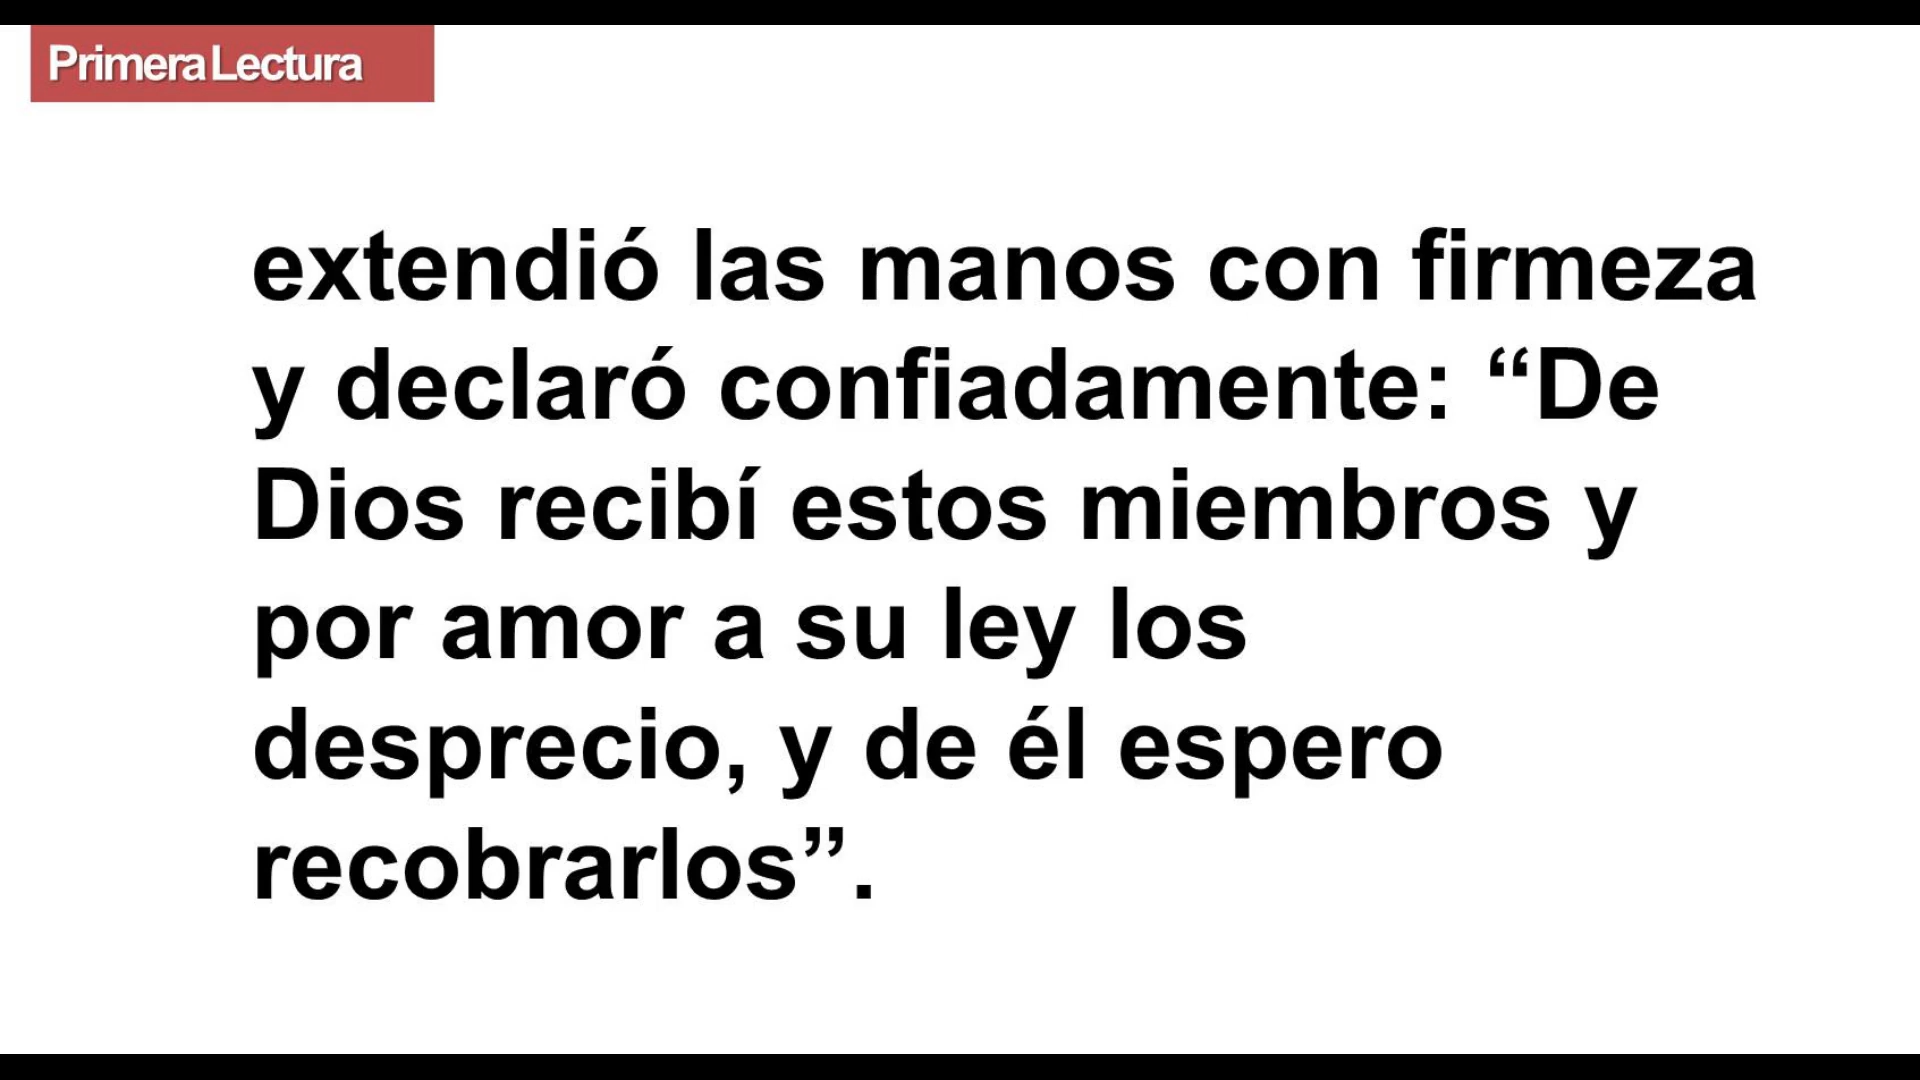 Primera Lectura
extendió las manos con firmeza
y declaró confiadamente: “De
Dios recibí estos miembros y
por amor a su ley los
desprecio, y de él espero
recobrarlos”.